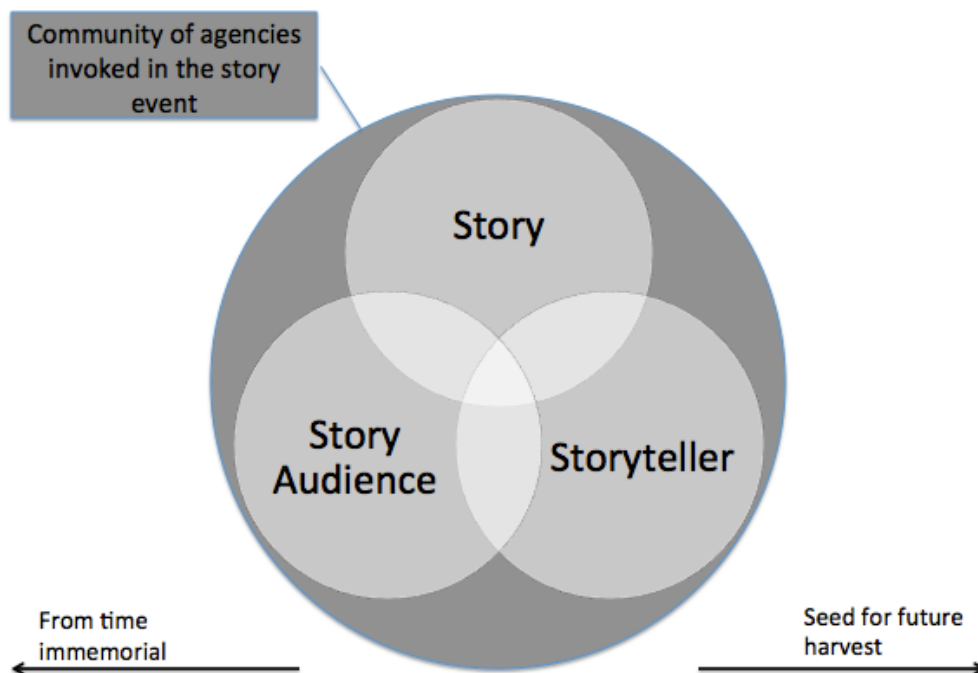 Community of agencies
invoked in the story
event
Story
Story
Audience
Storyteller
From time
immemorial
Seed for future
harvest